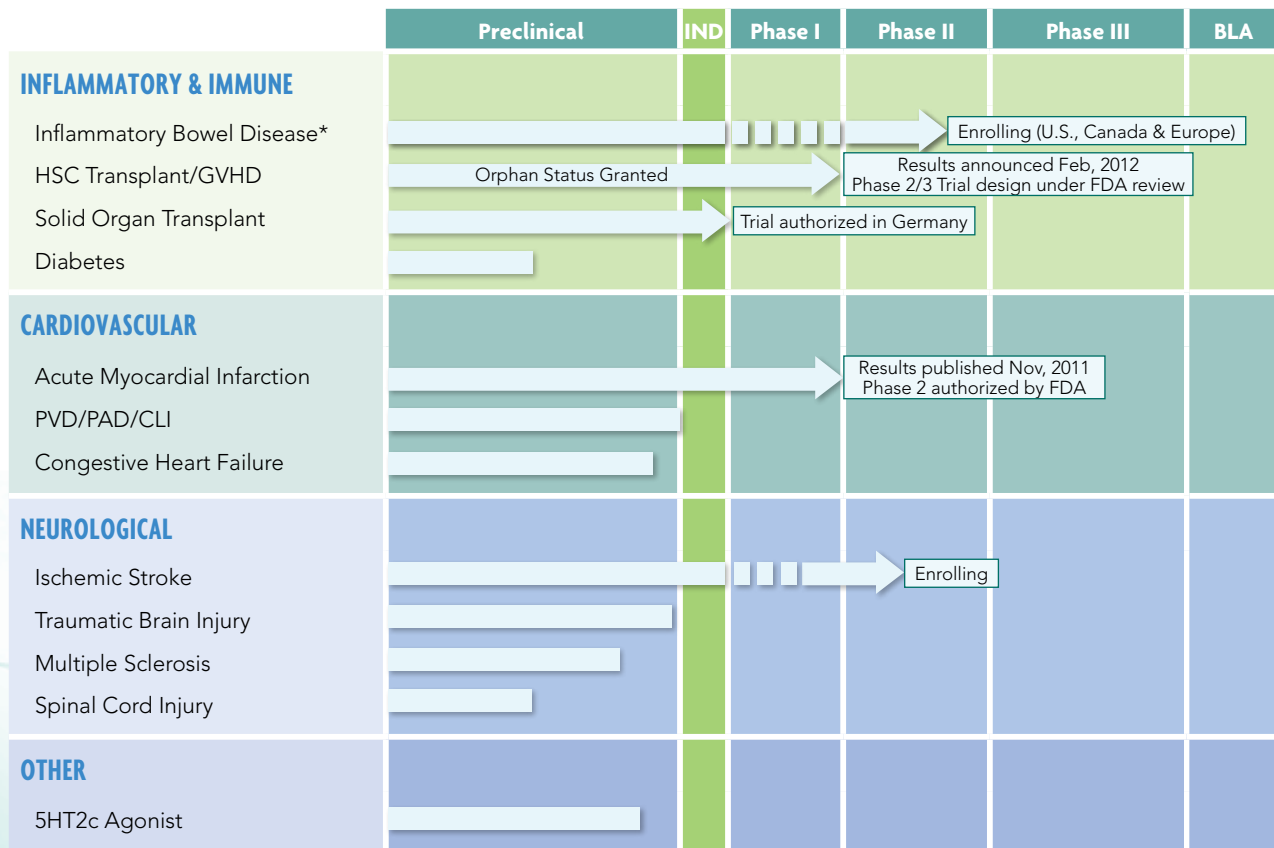 Preclinical IND Phase I Phase II Phase III BLA
INFLAMMATORY & IMMUNE
Inflammatory Bowel Disease*
Enrolling (U.S., Canada & Europe)
HSC Transplant/GVHD
Orphan Status Granted
Results announced Feb, 2012
Phase 2/3 Trial design under FDA review
Solid Organ Transplant
Trial authorized in Germany
Diabetes
CARDIOVASCULAR
Acute Myocardial Infarction
Results published Nov, 2011
Phase 2 authorized by FDA
PVD/PAD/CLI
Congestive Heart Failure
NEUROLOGICAL
Ischemic Stroke
Enrolling
Traumatic Brain Injury
Multiple Sclerosis
Spinal Cord Injury
OTHER
5HT2c Agonist